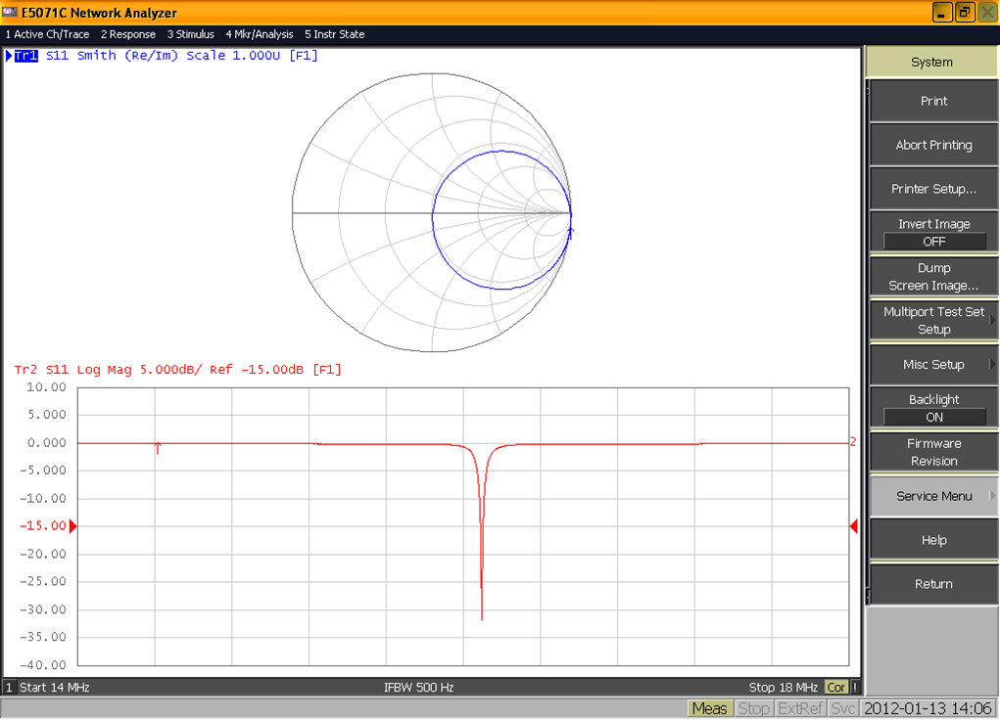 E5071C Network Analyzer
1 Active Ch/Trace 2 Response 3 Stimulus 4 Mkr/Analysis 5 Instr State
Tr1 S11 Smith (Re/Im) Scale 1.000U [F1]
Tr2 S11 Log Mag 5.000dB/ Ref -15.00dB [F1]
10.00
5.000
0.000
2
-5.000
-10.00
-15.00
-20.00
-25.00
-30.00
-35.00
-40.00
1 Start 14 MHz IFBW 500 Hz Stop 18 MHz Cor !
System
Print
Abort Printing
Printer Setup...
Invert Image
OFF
Dump
Screen Image...
Multiport Test Set
Setup
Misc Setup
Backlight
ON
Firmware
Revision
Service Menu
Help
Return
Meas Stop ExtRef Svc 2012-01-13 14:06